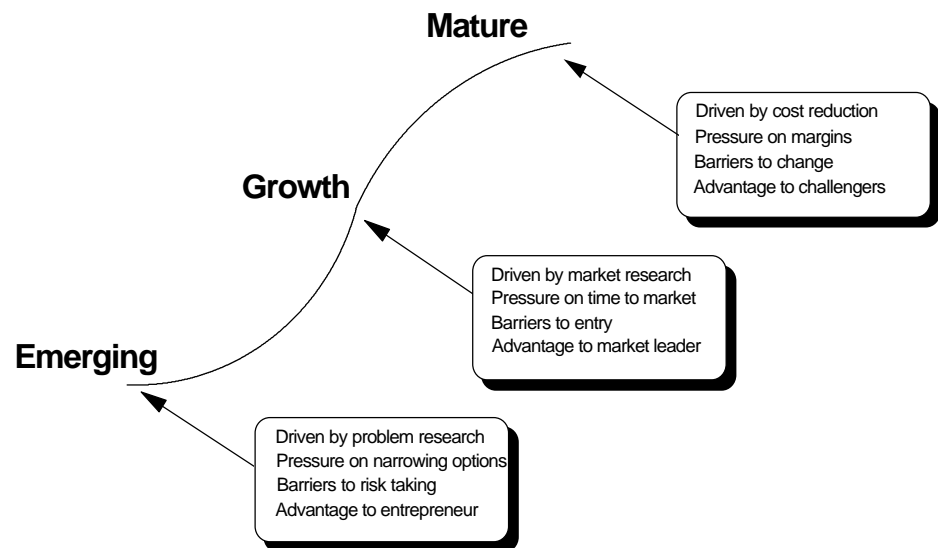 Mature
Driven by cost reduction
Pressure on margins
Barriers to change
Advantage to challengers
Growth
Driven by market research
Pressure on time to market
Barriers to entry
Advantage to market leader
Emerging
Driven by problem research
Pressure on narrowing options
Barriers to risk taking
Advantage to entrepreneur